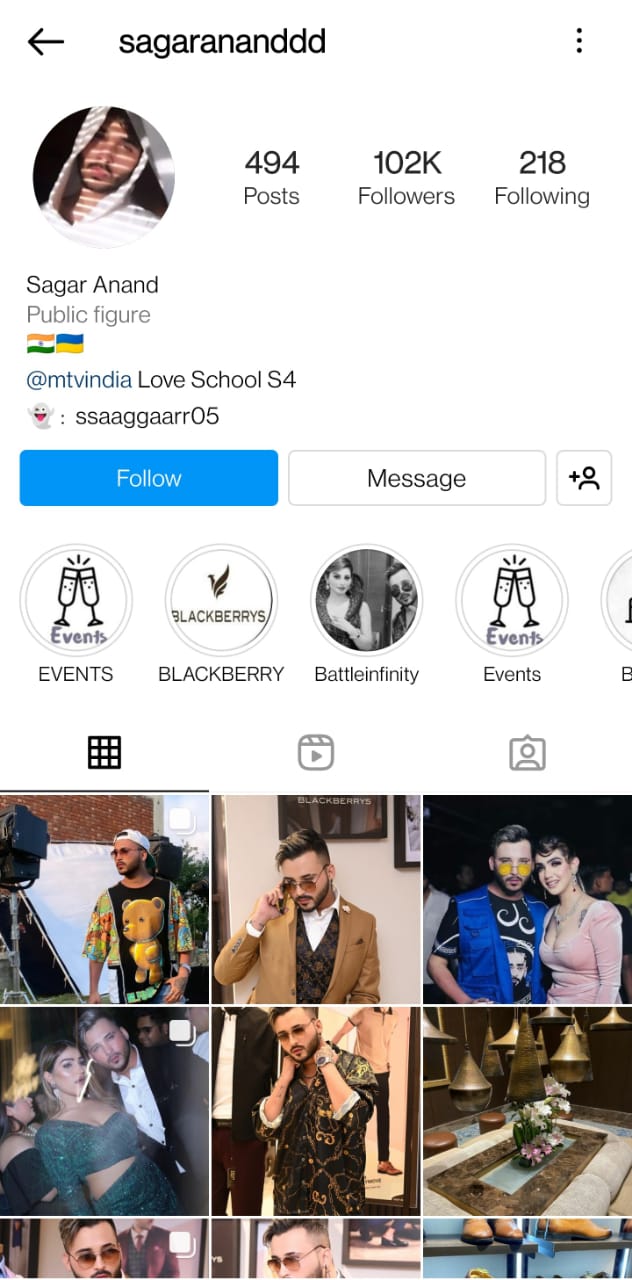 sagarananddd
494
102K
218
Posts
Followers
Following
Sagar Anand
Public figure
🇮🇳🇺🇦
@mtvindia Love School S4
👻 : ssaaggaarr05
Follow
Message
Events
BLACKBERRYS
Events
EVENTS
BLACKBERRY
Battleinfinity
Events
B
BLACKBERRYS